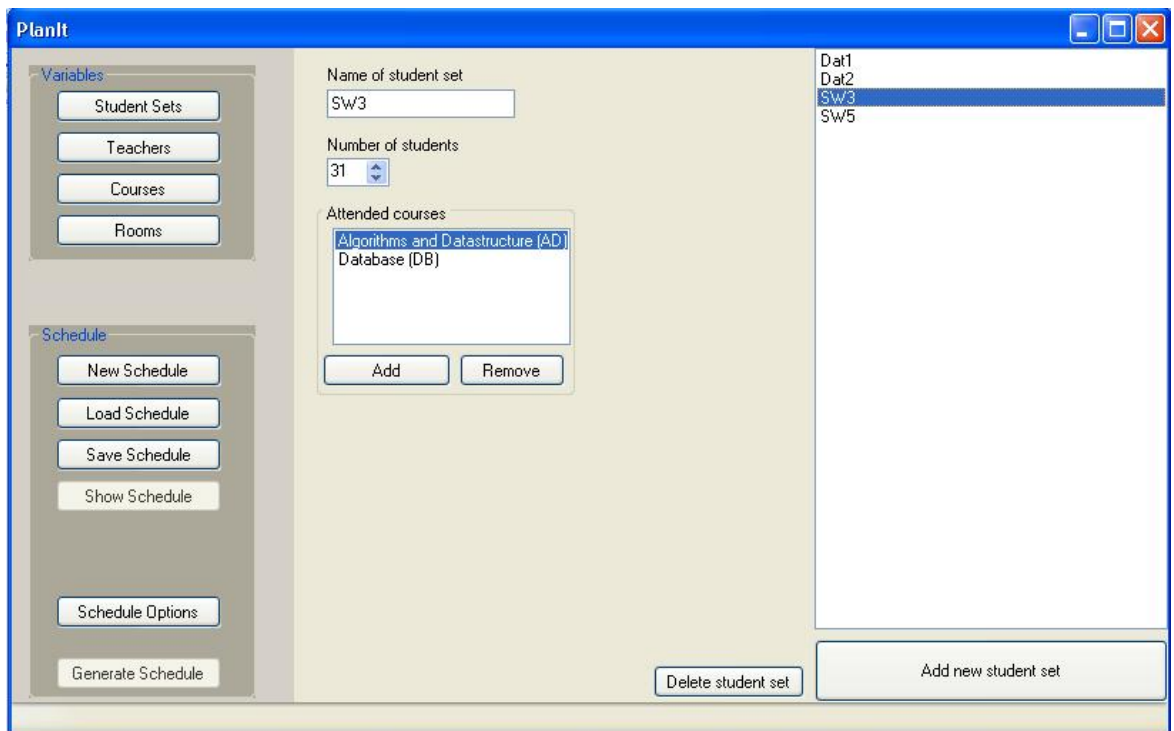 PlanIt
Variables
Student Sets
Teachers
Courses
Rooms
Schedule
New Schedule
Load Schedule
Save Schedule
Show Schedule
Schedule Options
Generate Schedule
Name of student set
SW3
Number of students
31
Attended courses
Algorithms and Datastructure (AD)
Database (DB)
Add Remove
Delete student set
Dat1
Dat2
SW3
SW5
Add new student set